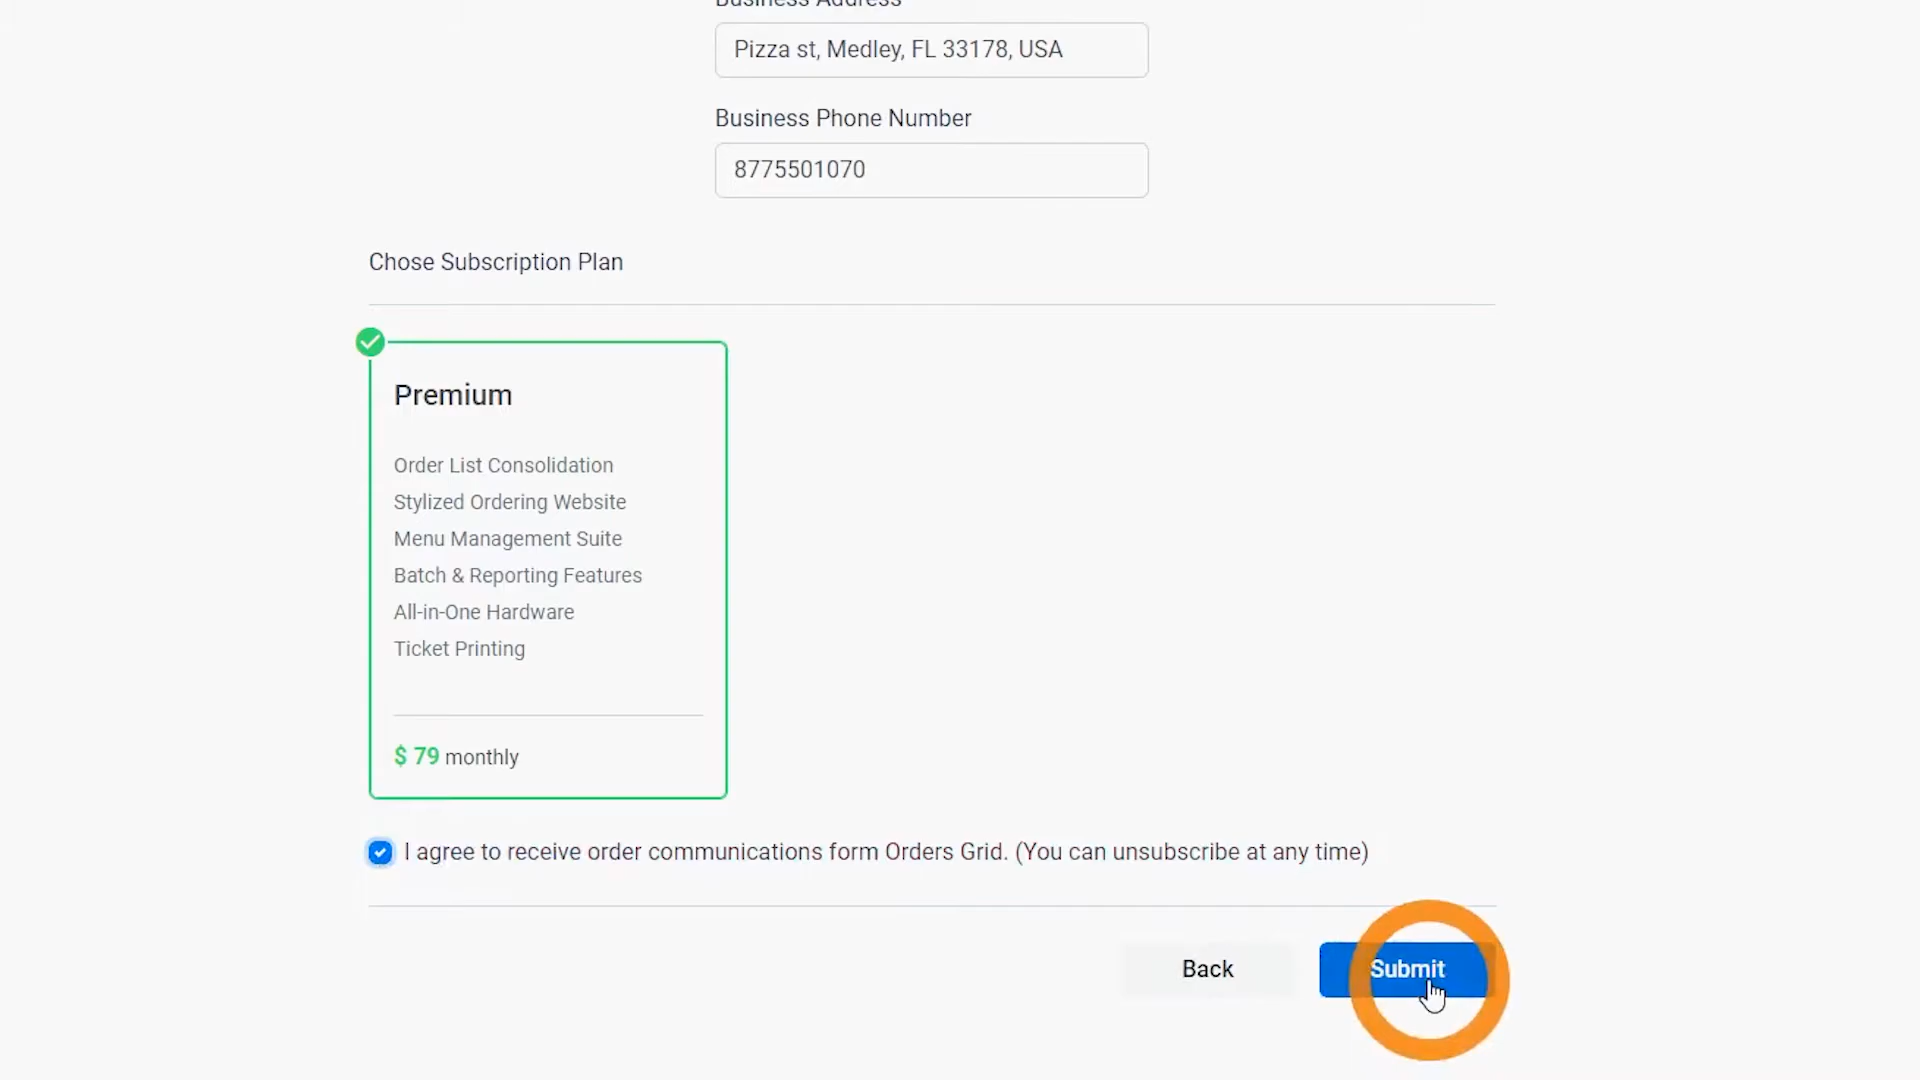 Business Address
Pizza st, Medley, FL 33178, USA
Business Phone Number
8775501070
Chose Subscription Plan
Premium
Order List Consolidation
Stylized Ordering Website
Menu Management Suite
Batch & Reporting Features
All-in-One Hardware
Ticket Printing
$ 79 monthly
I agree to receive order communications form Orders Grid. (You can unsubscribe at any time)
Back
Submit